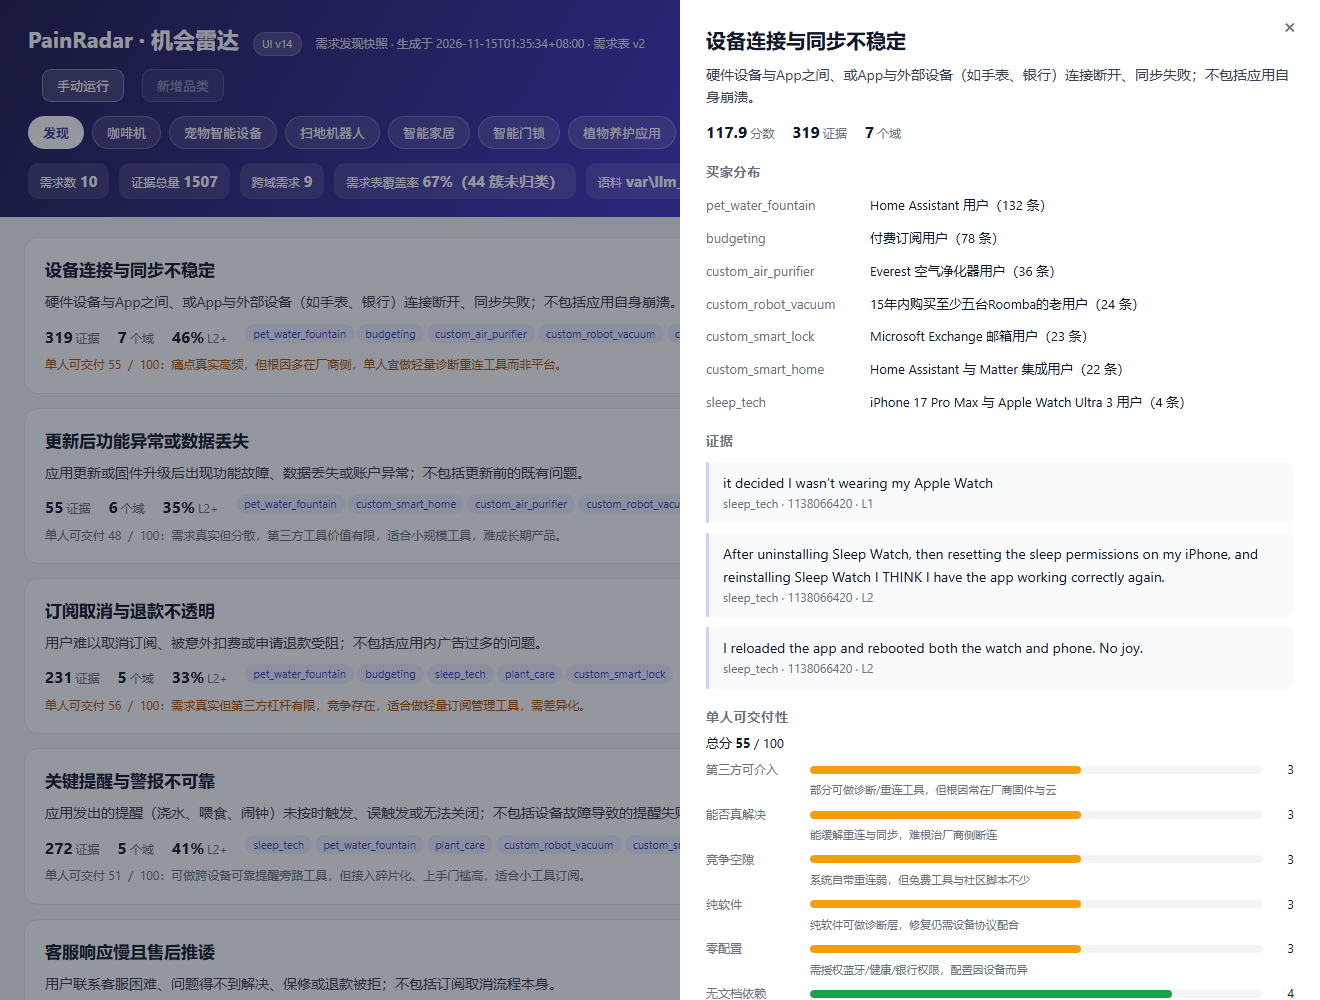 PainRadar · 机会雷达
UI v14
需求发现快照 · 生成于 2026-11-15T01:35:34+08:00 · 需求表 v2
手动运行
新增品类
发现
咖啡机
宠物智能设备
扫地机器人
智能家居
智能门锁
植物养护应用
需求数 10
证据总量 1507
跨域需求 9
需求表覆盖率 67%（44 簇未归类）
语料 var\llm_
设备连接与同步不稳定
硬件设备与App之间、或App与外部设备（如手表、银行）连接断开、同步失败；不包括应用自身崩溃。
319 证据 7 个域 46% L2+
pet_water_fountain
budgeting
custom_air_purifier
custom_robot_vacuum
单人可交付 55 / 100：痛点真实高频，但根因多在厂商侧，单人宜做轻量诊断重连工具而非平台。
更新后功能异常或数据丢失
应用更新或固件升级后出现功能故障、数据丢失或账户异常；不包括更新前的既有问题。
55 证据 6 个域 35% L2+
pet_water_fountain
custom_smart_home
custom_air_purifier
custom_robot_vacu
单人可交付 48 / 100：需求真实但分散，第三方工具价值有限，适合小规模工具，难成长期产品。
订阅取消与退款不透明
用户难以取消订阅、被意外扣费或申请退款受阻；不包括应用内广告过多的问题。
231 证据 5 个域 33% L2+
pet_water_fountain
budgeting
sleep_tech
plant_care
custom_smart_lock
单人可交付 56 / 100：需求真实但第三方杠杆有限，竞争存在，适合做轻量订阅管理工具，需差异化。
关键提醒与警报不可靠
应用发出的提醒（浇水、喂食、闹钟）未按时触发、误触发或无法关闭；不包括设备故障导致的提醒失
272 证据 5 个域 41% L2+
sleep_tech
pet_water_fountain
plant_care
custom_robot_vacuum
custom_s
单人可交付 51 / 100：可做跨设备可靠提醒旁路工具，但接入碎片化、上手门槛高，适合小工具订阅。
客服响应慢且售后推诿
用户联系客服困难、问题得不到解决、保修或退款被拒；不包括订阅取消流程本身。
×
设备连接与同步不稳定
硬件设备与App之间、或App与外部设备（如手表、银行）连接断开、同步失败；不包括应用自
身崩溃。
117.9 分数 319 证据 7 个域
买家分布
pet_water_fountain Home Assistant 用户（132 条）
budgeting 付费订阅用户（78 条）
custom_air_purifier Everest 空气净化器用户（36 条）
custom_robot_vacuum 15年内购买至少五台Roomba的老用户（24 条）
custom_smart_lock Microsoft Exchange 邮箱用户（23 条）
custom_smart_home Home Assistant 与 Matter 集成用户（22 条）
sleep_tech iPhone 17 Pro Max 与 Apple Watch Ultra 3 用户（4 条）
证据
it decided I wasn't wearing my Apple Watch
sleep_tech · 1138066420 · L1
After uninstalling Sleep Watch, then resetting the sleep permissions on my iPhone, and
reinstalling Sleep Watch I THINK I have the app working correctly again.
sleep_tech · 1138066420 · L2
I reloaded the app and rebooted both the watch and phone. No joy.
sleep_tech · 1138066420 · L2
单人可交付性
总分 55 / 100
第三方可介入 3
部分可做诊断/重连工具，但根因常在厂商固件与云
能否真解决 3
能缓解重连与同步，难根治厂商侧断连
竞争空隙 3
系统自带重连弱，但免费工具与社区脚本不少
纯软件 3
纯软件可做诊断层，修复仍需设备协议配合
零配置 3
需授权蓝牙/健康/银行权限，配置因设备而异
无文档依赖 4